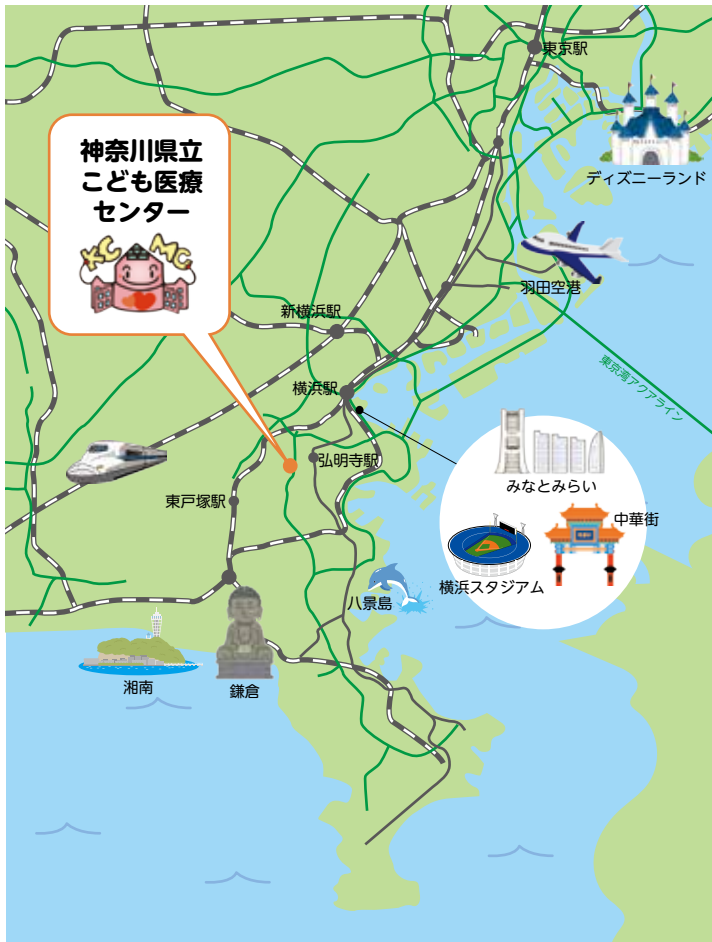 東京駅
ディズニーランド
神奈川県立
こども医療
センター
KCMC
羽田空港
新横浜駅
東京湾アクアライン
横浜駅
弘明寺駅
みなとみらい
東戸塚駅
中華街
横浜スタジアム
八景島
湘南
鎌倉